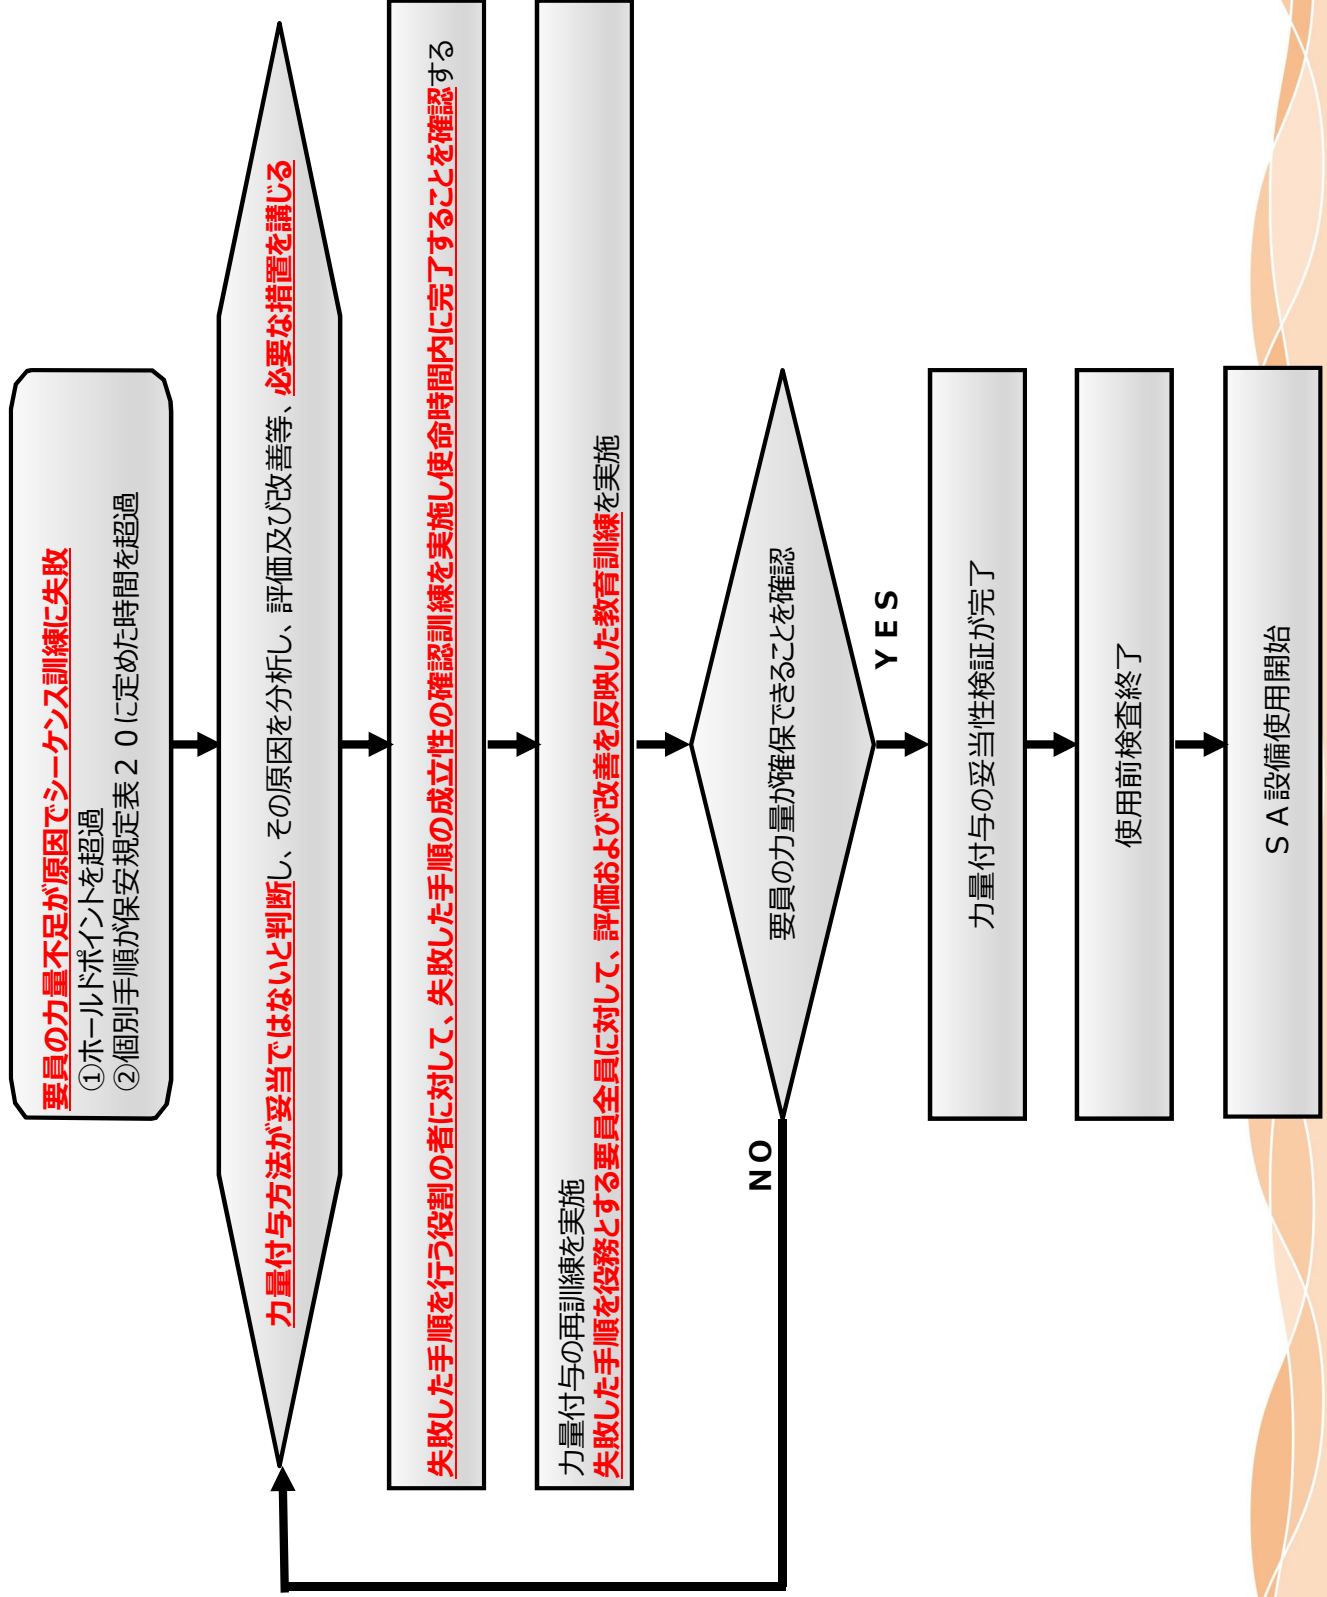 要員の力量不足が原因でシーケンス訓練に失敗
①ホールドポイントを超過
②個別手順が保安規定表２０に定めた時間を超過
力量付与方法が妥当ではないと判断し、その原因を分析し、評価及び改善等、必要な措置を講じる
失敗した手順を行う役割の者に対して、失敗した手順の成立性の確認訓練を実施し使命時間内に完了することを確認する
力量付与の再訓練を実施
失敗した手順を役務とする要員全員に対して、評価および改善を反映した教育訓練を実施
要員の力量が確保できることを確認
NO
YES
力量付与の妥当性検証が完了
使用前検査終了
ＳＡ設備使用開始